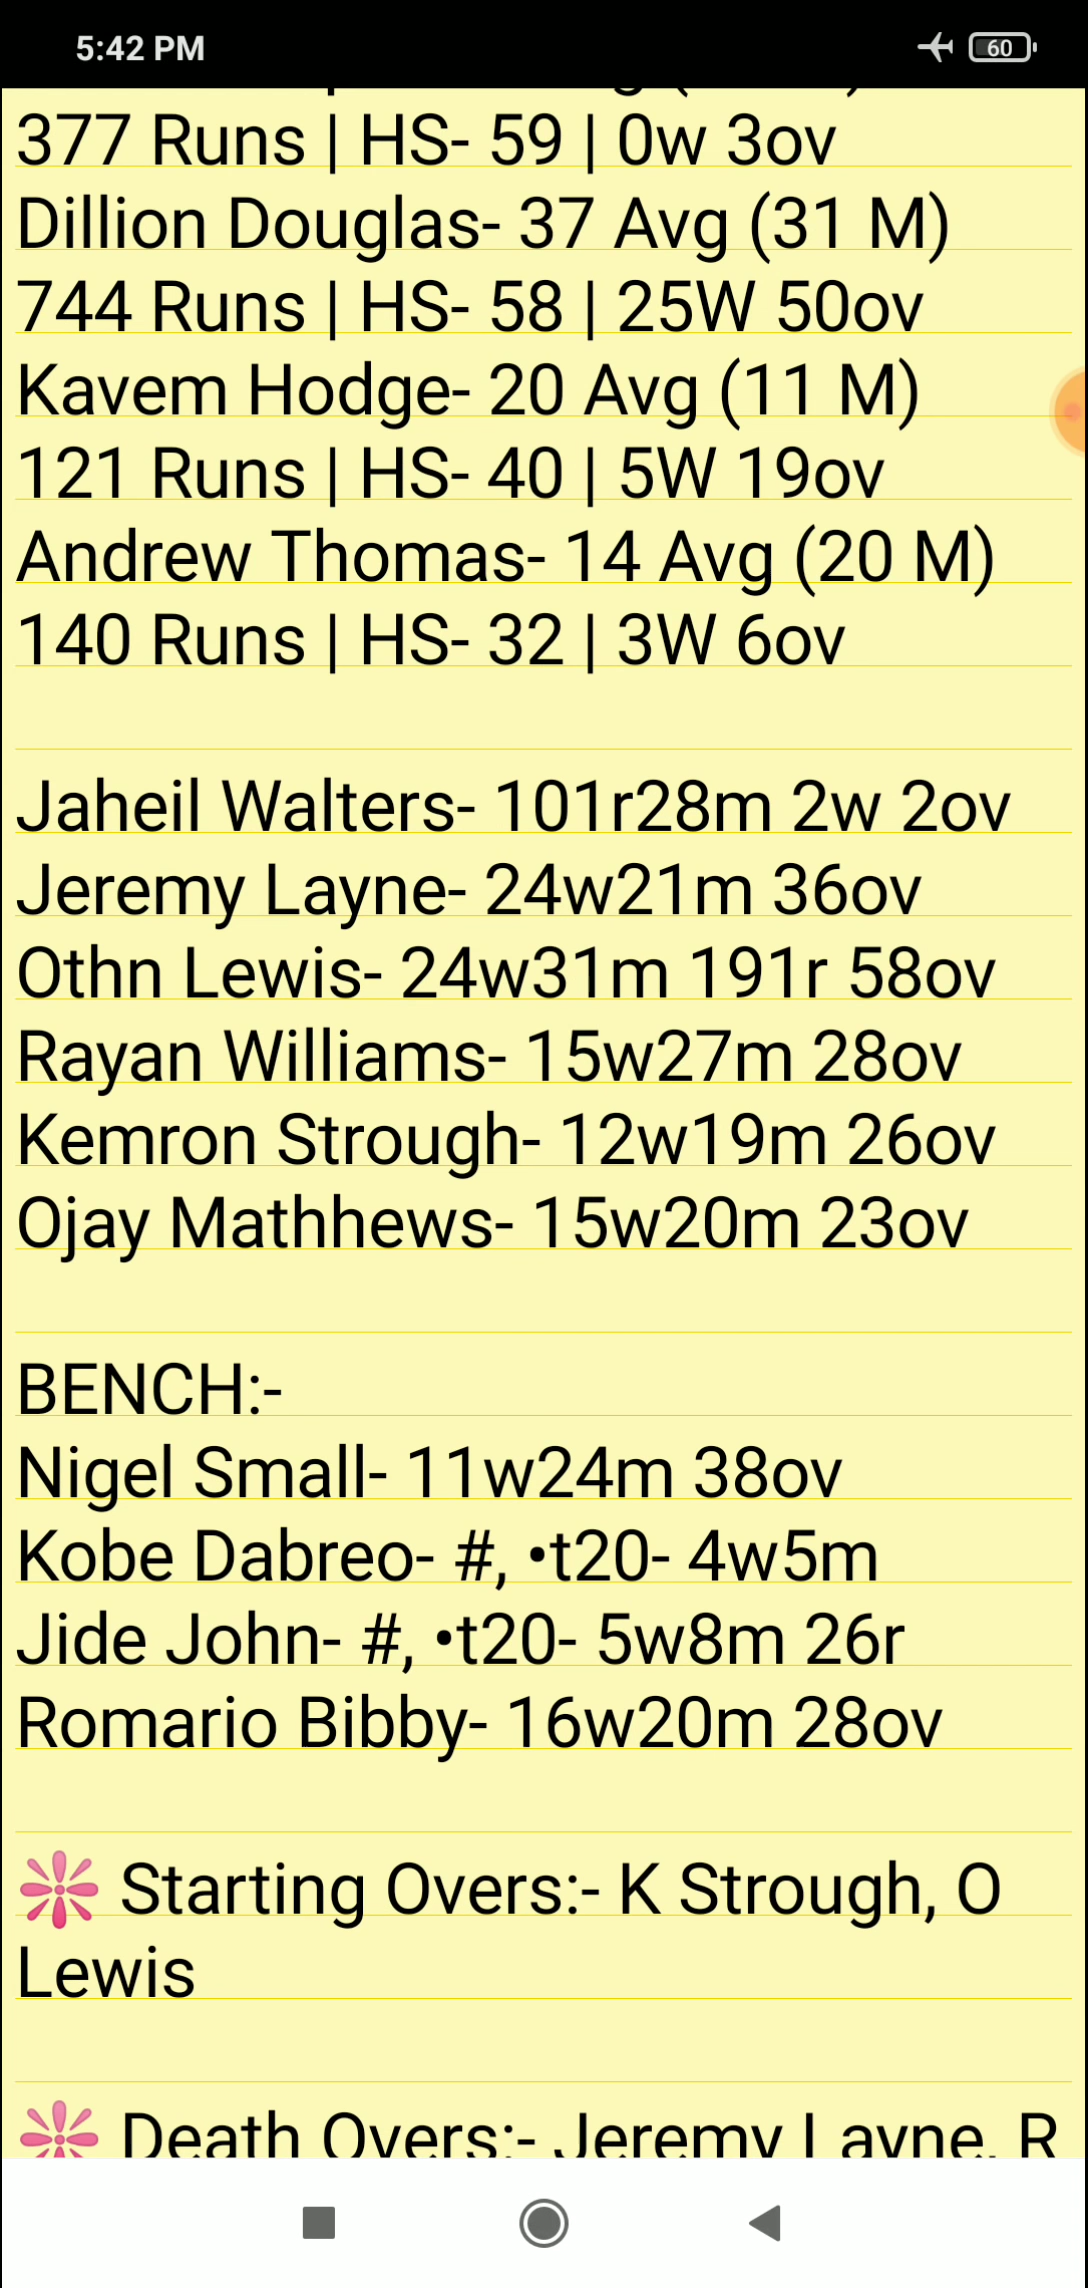 5:42 PM
60
377 Runs | HS- 59 | 0w 3ov
Dillion Douglas- 37 Avg (31 M)
744 Runs | HS- 58 | 25W 50ov
Kavem Hodge- 20 Avg (11 M)
121 Runs | HS- 40 | 5W 19ov
Andrew Thomas- 14 Avg (20 M)
140 Runs | HS- 32 | 3W 6ov
Jaheil Walters- 101r28m 2w 2ov
Jeremy Layne- 24w21m 36ov
Othn Lewis- 24w31m 191r 58ov
Rayan Williams- 15w27m 28ov
Kemron Strough- 12w19m 26ov
Ojay Mathhews- 15w20m 23ov
BENCH:-
Nigel Small- 11w24m 38ov
Kobe Dabreo- #, •t20- 4w5m
Jide John- #, •t20- 5w8m 26r
Romario Bibby- 16w20m 28ov
Starting Overs:- K Strough, O
Lewis
Death Overs:- Jeremy Layne, R